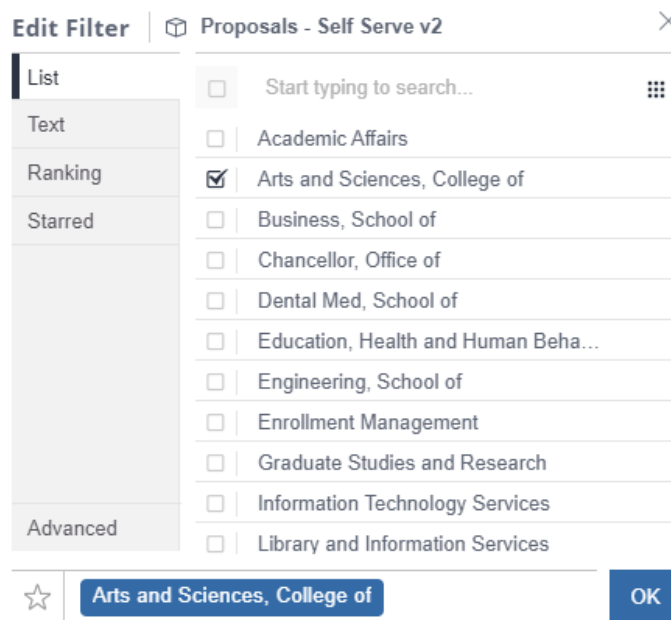 Edit Filter
Proposals - Self Serve v2
List
Text
Ranking
Starred
Advanced
Start typing to search...
Academic Affairs
Arts and Sciences, College of
Business, School of
Chancellor, Office of
Dental Med, School of
Education, Health and Human Beha...
Engineering, School of
Enrollment Management
Graduate Studies and Research
Information Technology Services
Library and Information Services
Arts and Sciences, College of
OK